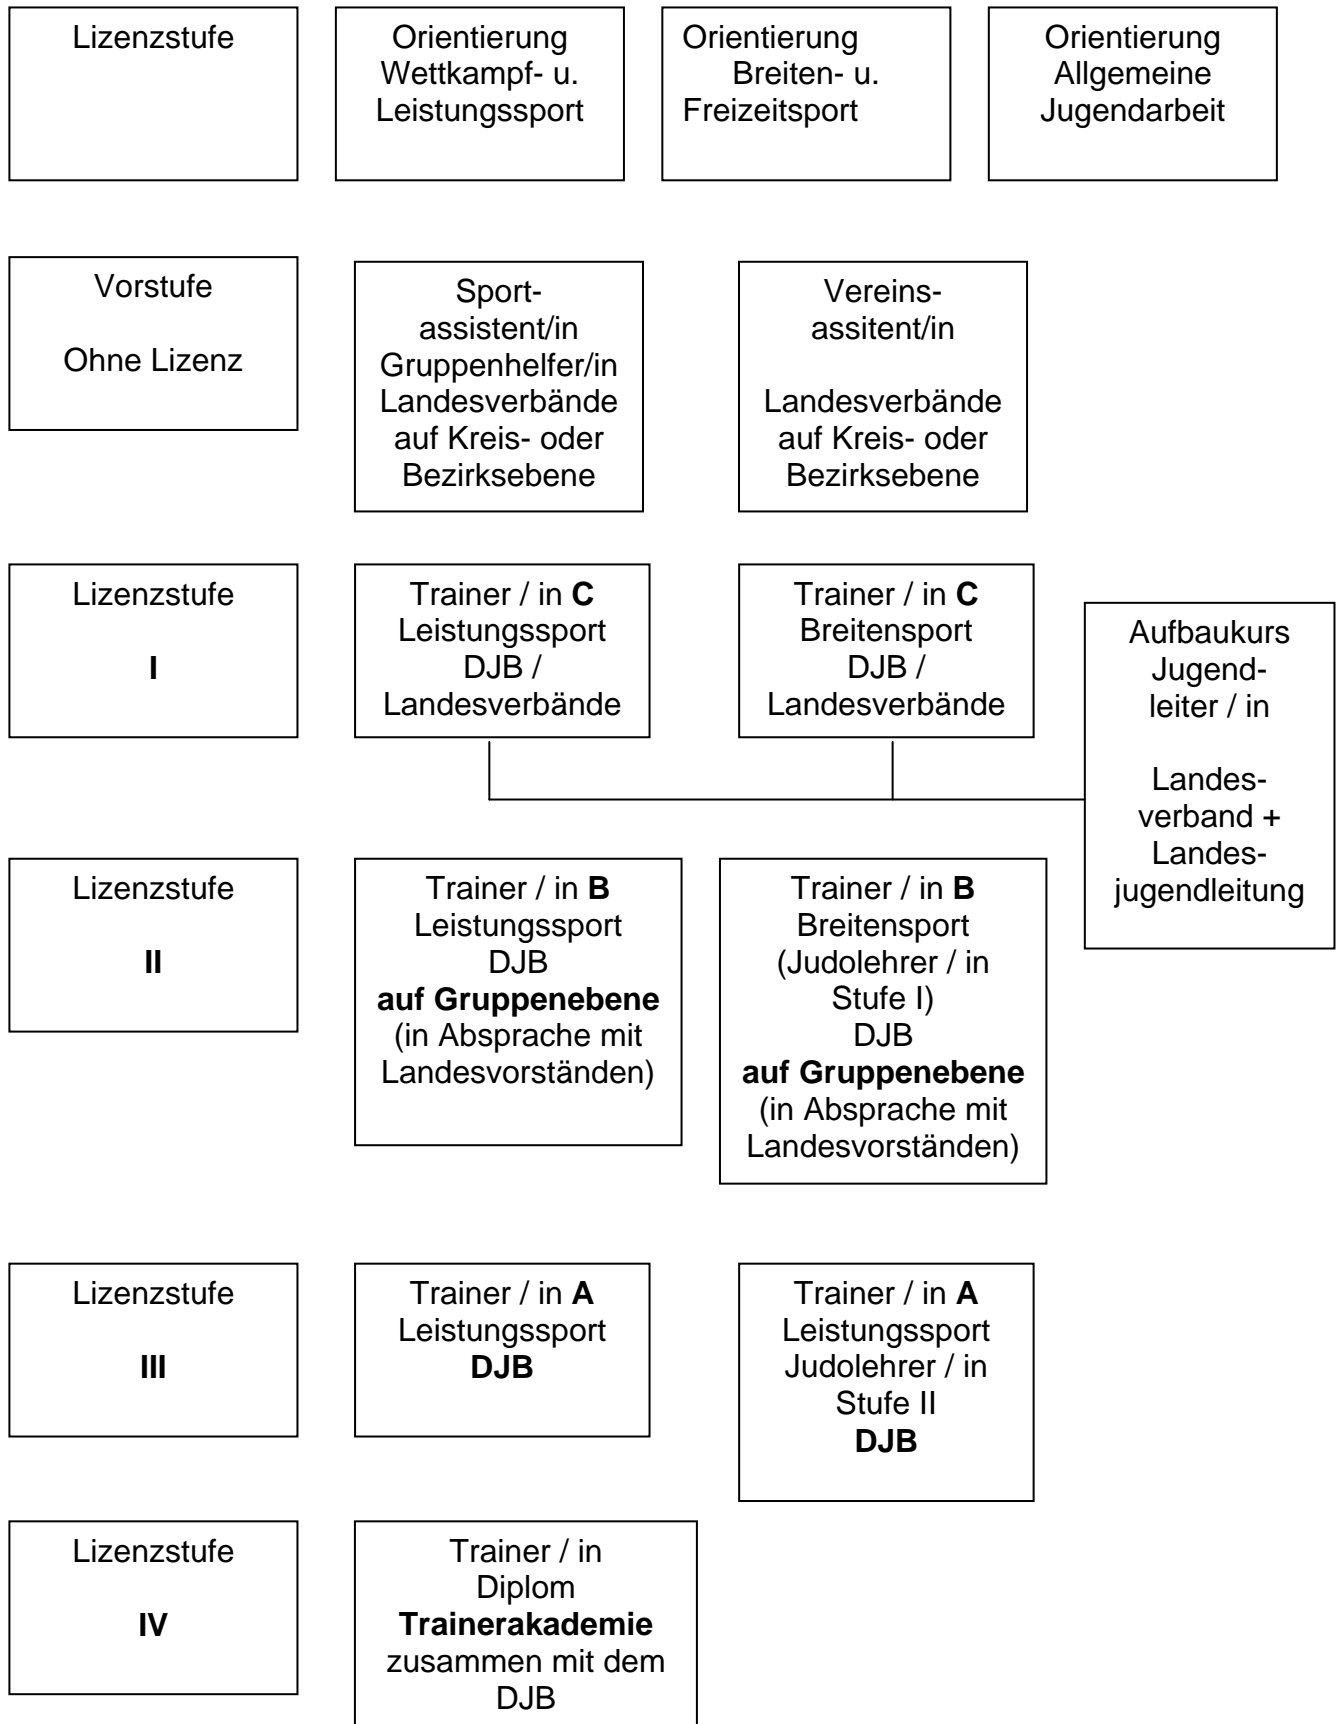 Lizenzstufe
Orientierung
Wettkampf- u.
Leistungssport
Orientierung
Breiten- u.
Freizeitsport
Orientierung
Allgemeine
Jugendarbeit
Vorstufe
Ohne Lizenz
Sport-
assistent/in
Gruppenhelfer/in
Landesverbände
auf Kreis- oder
Bezirksebene
Vereins-
assitent/in
Landesverbände
auf Kreis- oder
Bezirksebene
Lizenzstufe
I
Trainer / in C
Leistungssport
DJB /
Landesverbände
Trainer / in C
Breitensport
DJB /
Landesverbände
Aufbaukurs
Jugend-
leiter / in
Landes-
verband +
Landes-
jugendleitung
Lizenzstufe
II
Trainer / in B
Leistungssport
DJB
auf Gruppenebene
(in Absprache mit
Landesvorständen)
Trainer / in B
Breitensport
(Judolehrer / in
Stufe I)
DJB
auf Gruppenebene
(in Absprache mit
Landesvorständen)
Lizenzstufe
III
Trainer / in A
Leistungssport
DJB
Trainer / in A
Leistungssport
Judolehrer / in
Stufe II
DJB
Lizenzstufe
IV
Trainer / in
Diplom
Trainerakademie
zusammen mit dem
DJB